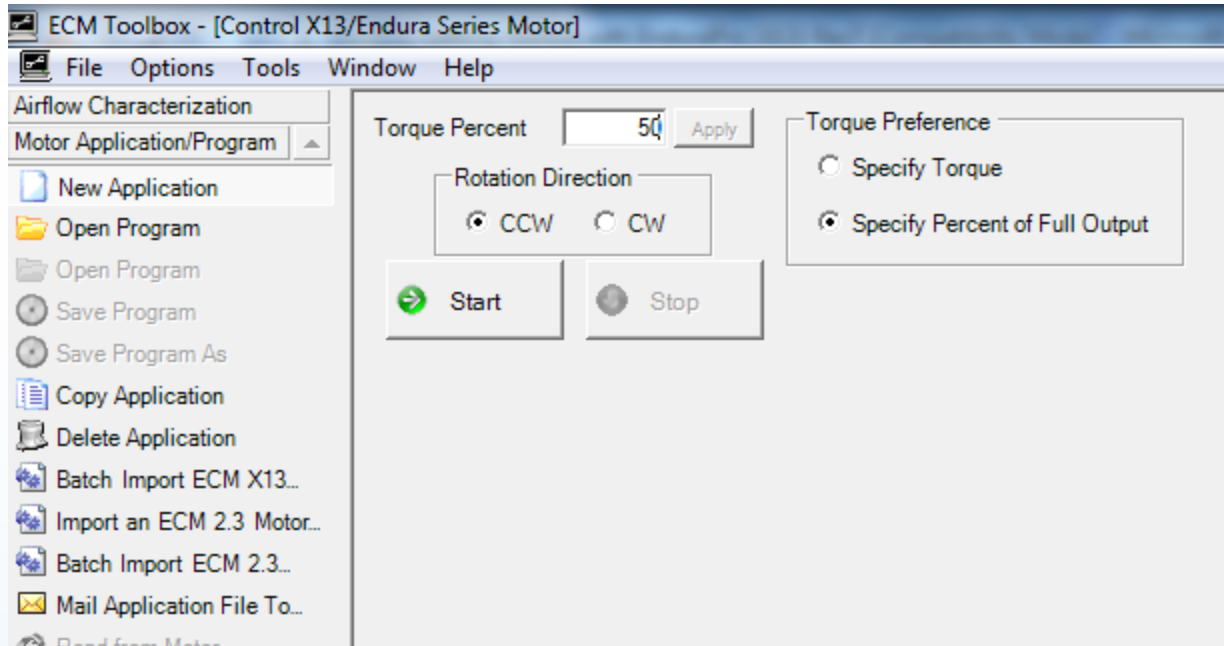 ECM Toolbox - [Control X13/Endura Series Motor]
File Options Tools Window Help
Airflow Characterization
Motor Application/Program
New Application
Open Program
Open Program
Save Program
Save Program As
Copy Application
Delete Application
Batch Import ECM X13...
Import an ECM 2.3 Motor...
Batch Import ECM 2.3...
Mail Application File To...
Read from Motor
Torque Percent 50 Apply
Rotation Direction
CCW CW
Start Stop
Torque Preference
Specify Torque
Specify Percent of Full Output